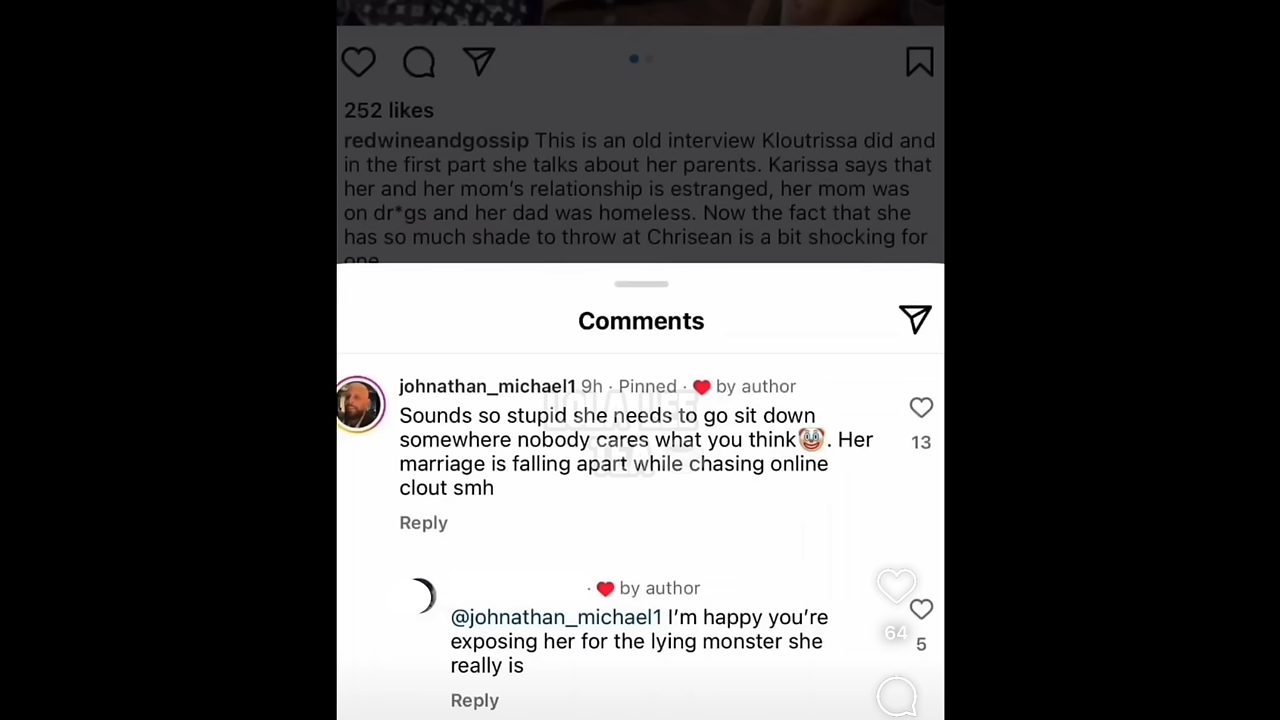 252 likes
redwineandgossip This is an old interview Kloutrissa did and
in the first part she talks about her parents. Karissa says that
her and her mom's relationship is estranged, her mom was
on dr*gs and her dad was homeless. Now the fact that she
has so much shade to throw at Chrisean is a bit shocking for
one
Comments
johnathan_michael1 9h · Pinned · ❤️ by author
Sounds so stupid she needs to go sit down
somewhere nobody cares what you think🤡. Her
marriage is falling apart while chasing online
clout smh
13
LOLA LEE
TEA
Reply
· ❤️ by author
@johnathan_michael1 I'm happy you're
exposing her for the lying monster she
really is
64
5
Reply